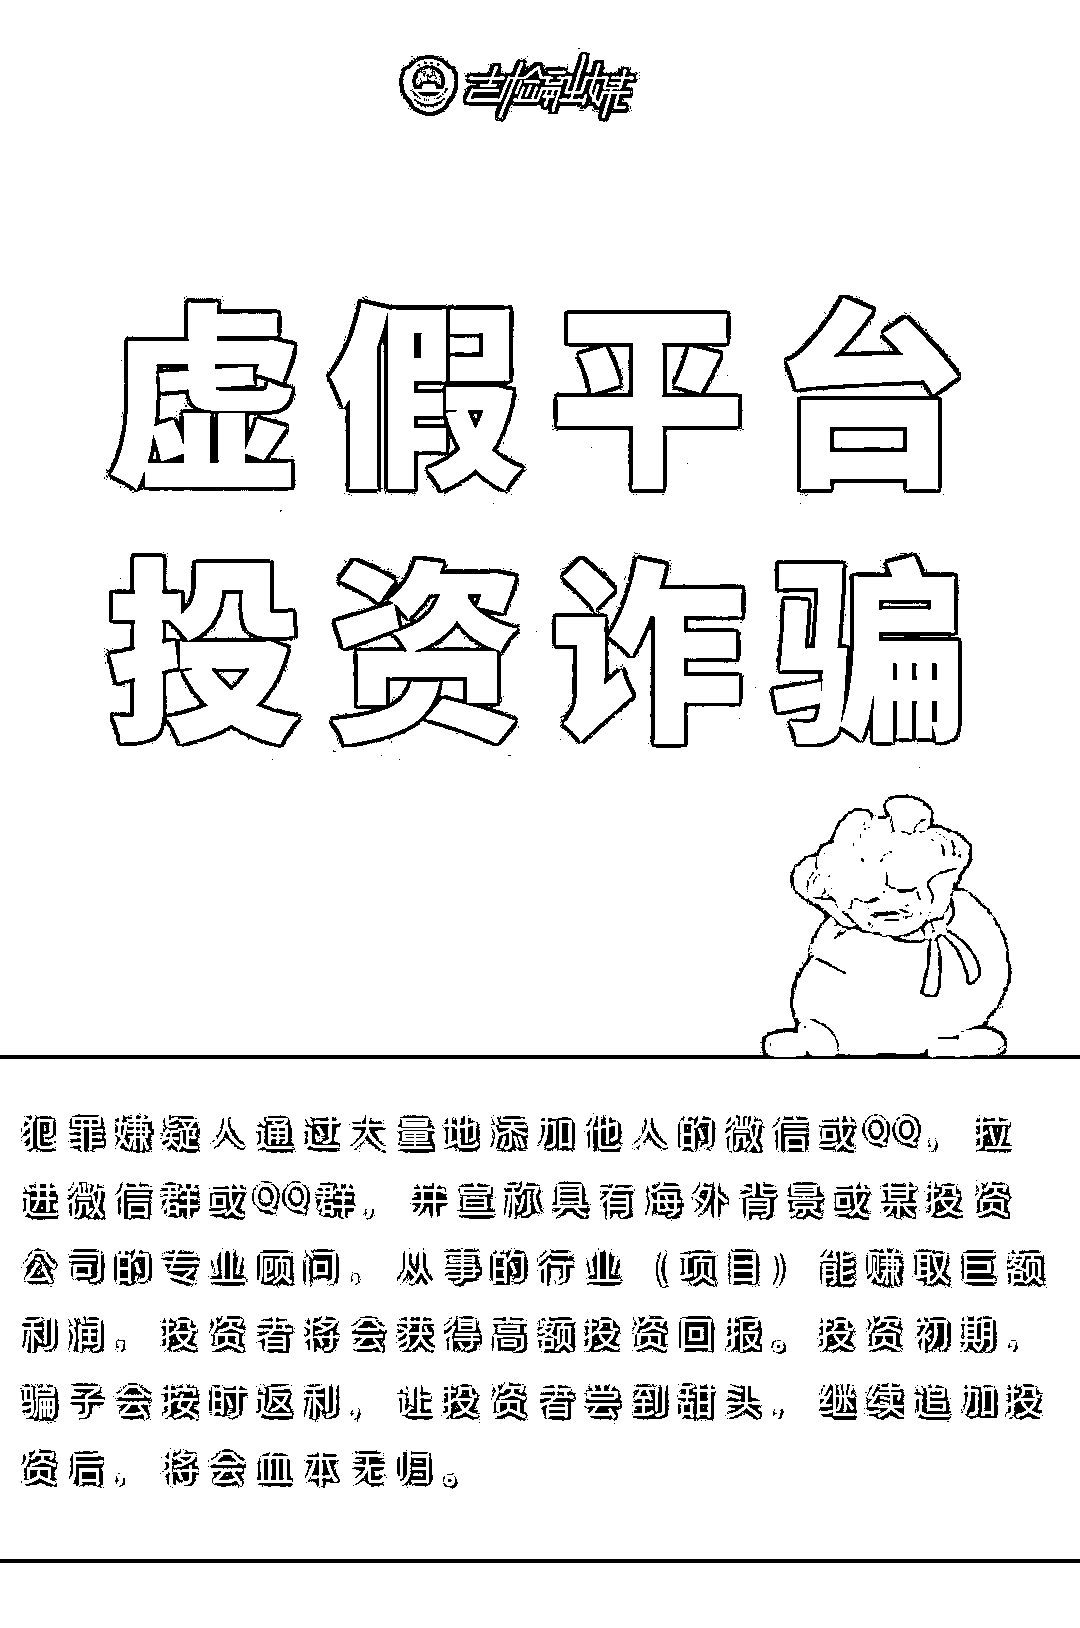 吉检融媒
虚假平台
投资诈骗
犯罪嫌疑人通过大量地添加他人的微信或QQ，拉
进微信群或QQ群，并宣称具有海外背景或某投资
公司的专业顾问，从事的行业（项目）能赚取巨额
利润，投资者将会获得高额投资回报。投资初期，
骗子会按时返利，让投资者尝到甜头，继续追加投
资后，将会血本无归。